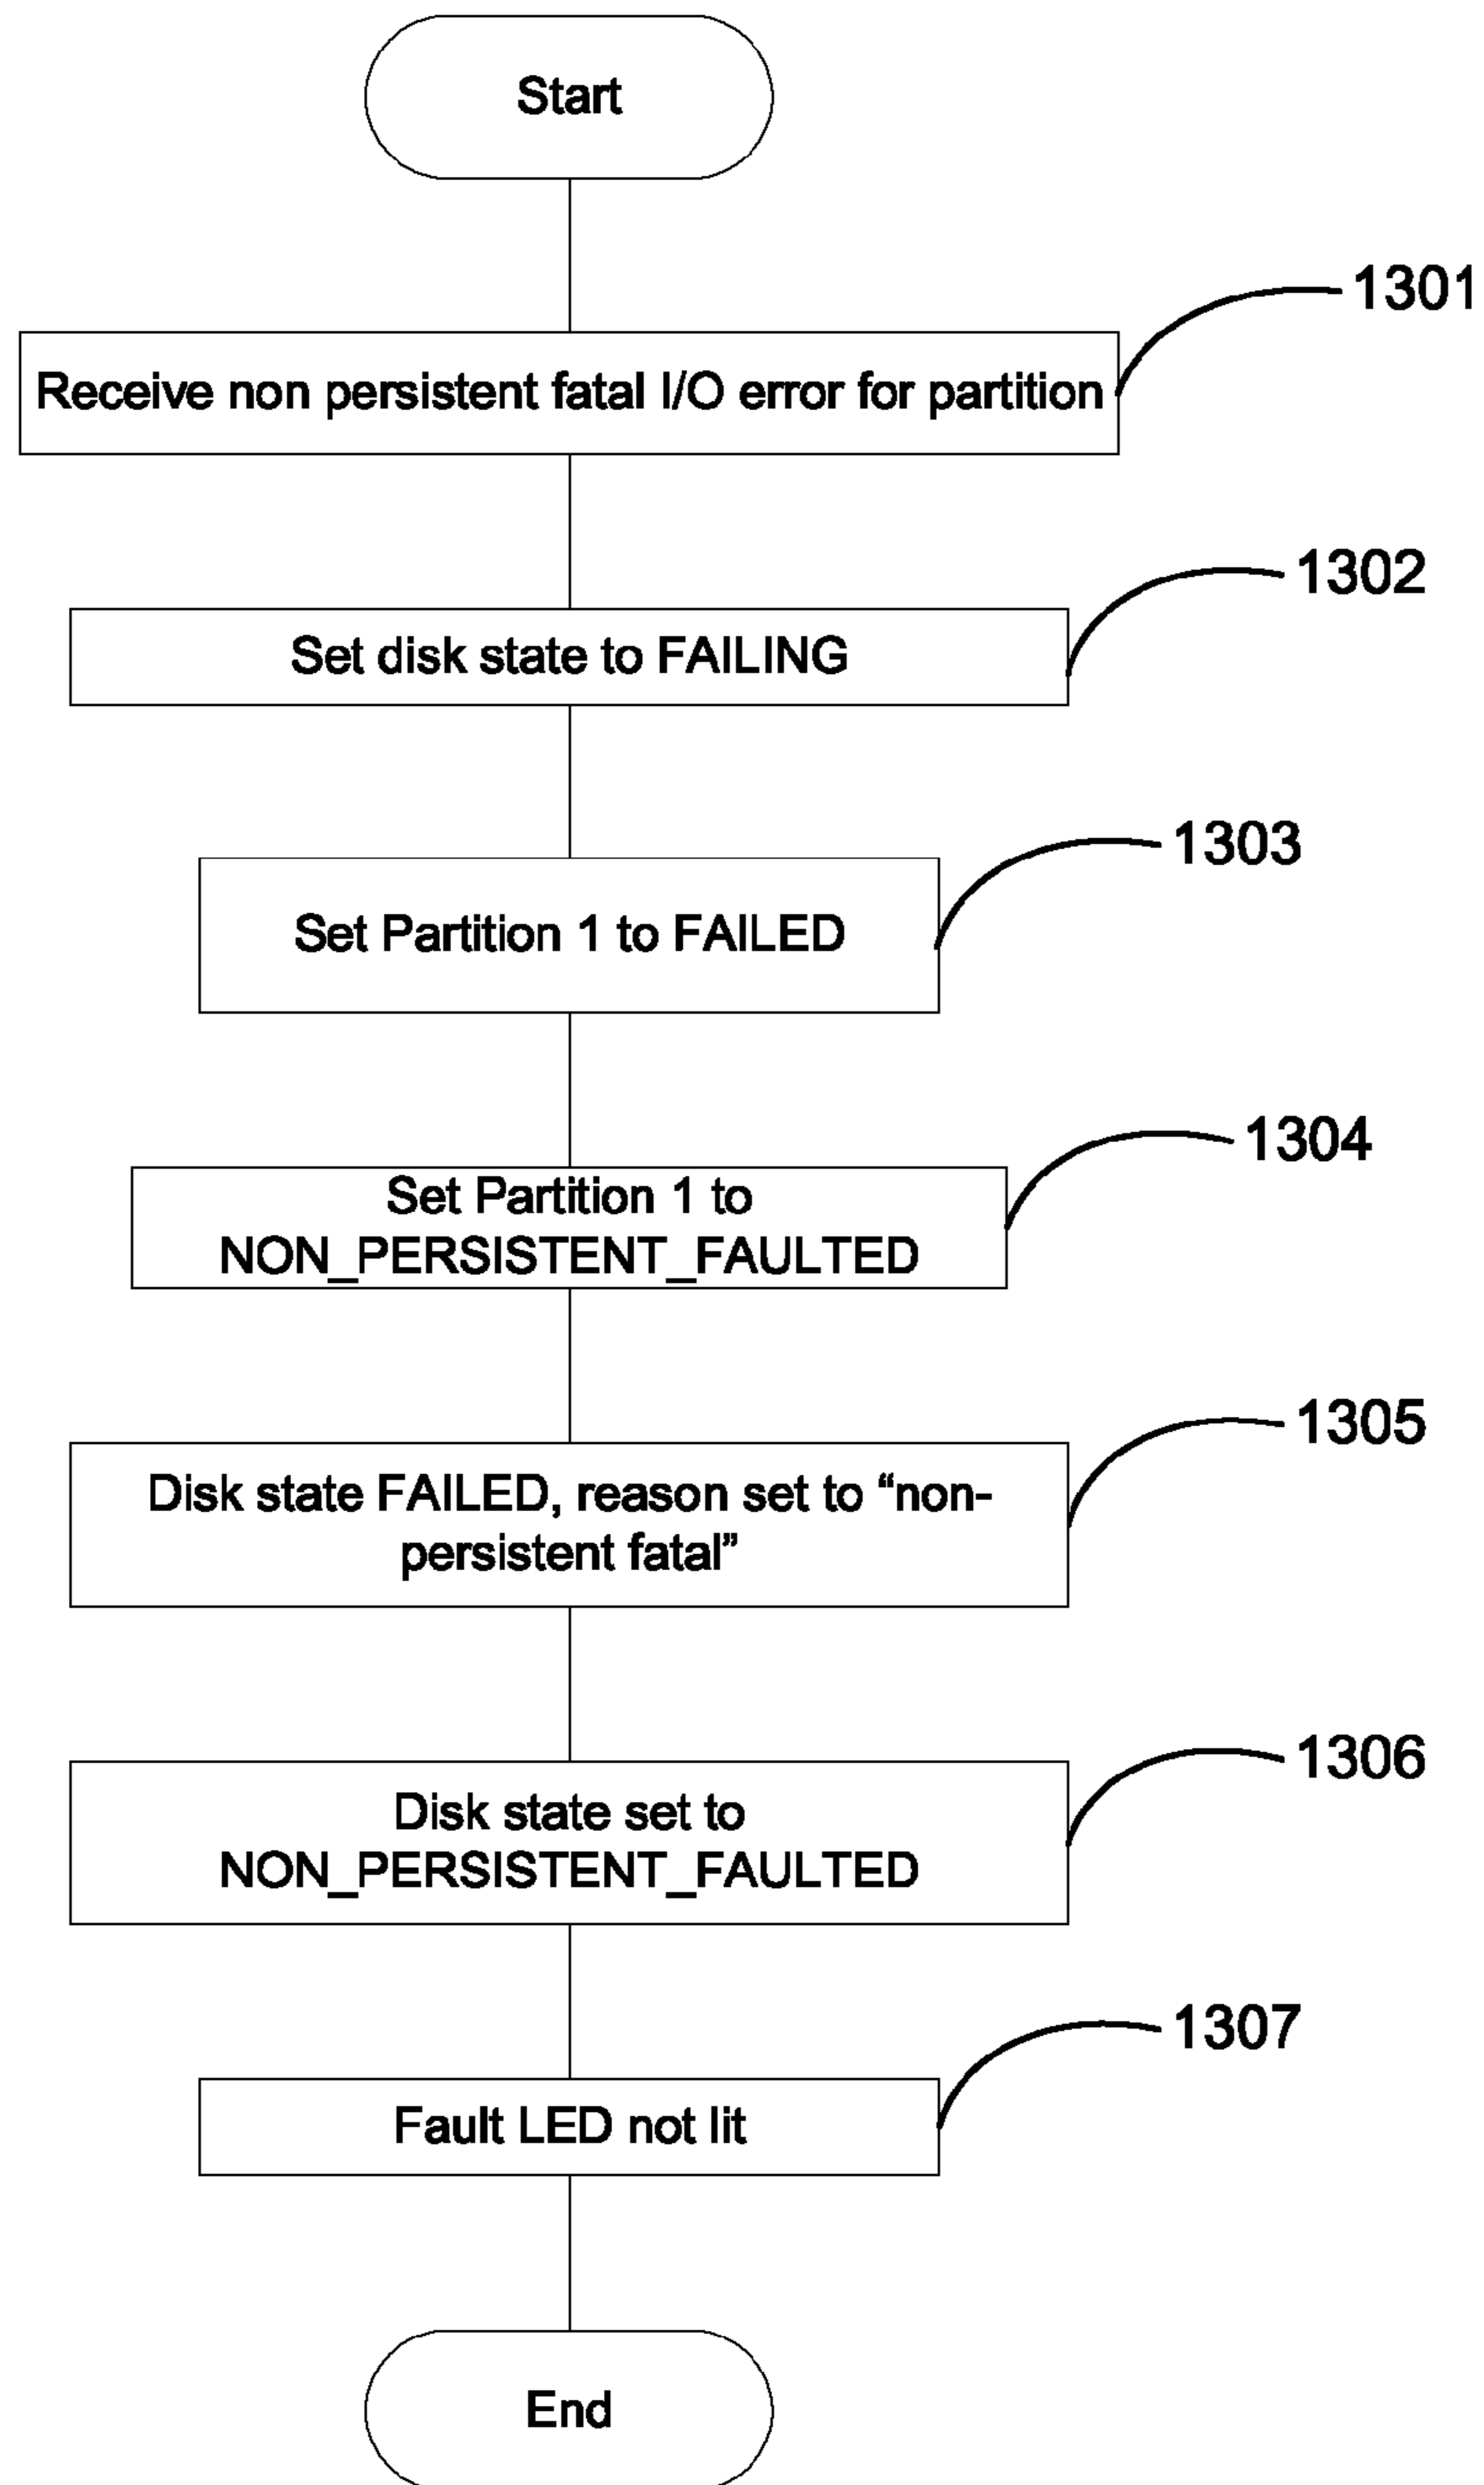 Start
1301
Receive non persistent fatal I/O error for partition
1302
Set disk state to FAILING
1303
Set Partition 1 to FAILED
1304
Set Partition 1 to
NON_PERSISTENT_FAULTED
1305
Disk state FAILED, reason set to “non-
persistent fatal”
1306
Disk state set to
NON_PERSISTENT_FAULTED
1307
Fault LED not lit
End